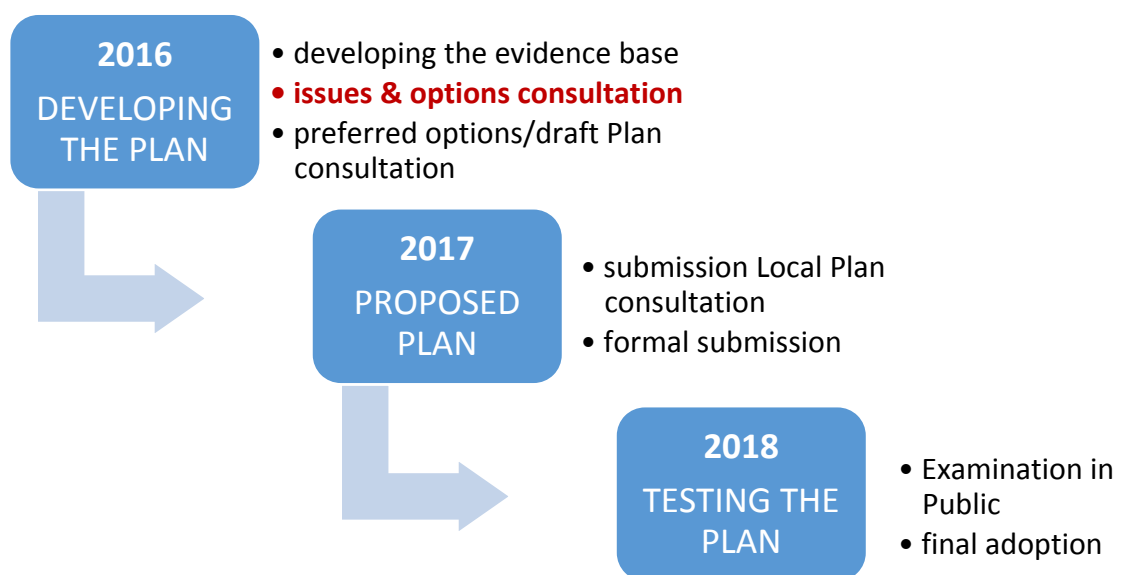 2016
DEVELOPING
THE PLAN
• developing the evidence base
• issues & options consultation
• preferred options/draft Plan
consultation
2017
PROPOSED
PLAN
• submission Local Plan
consultation
• formal submission
2018
TESTING THE
PLAN
• Examination in
Public
• final adoption